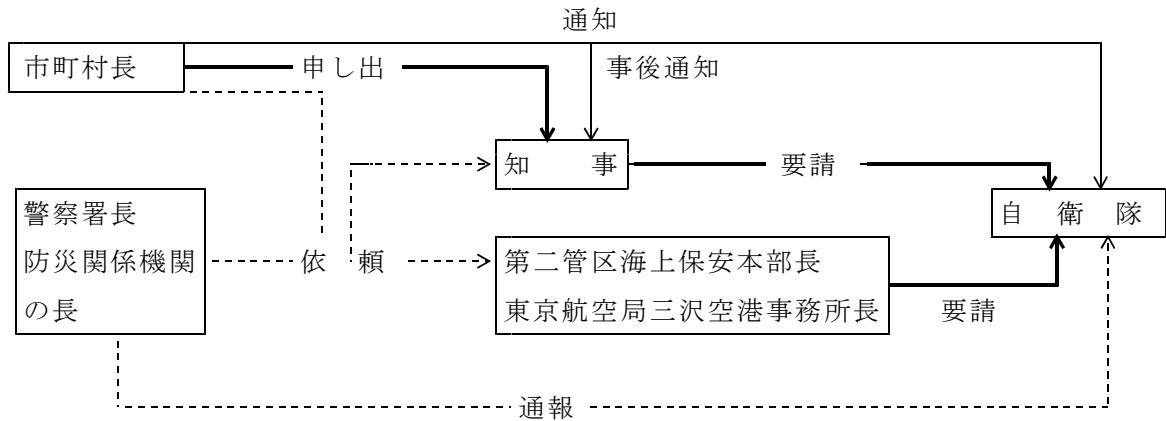 通知
市町村長
申し出
事後通知
知　　事
要請
警察署長
防災関係機関
の長
自　衛　隊
依　頼
第二管区海上保安本部長
東京航空局三沢空港事務所長
要請
通報